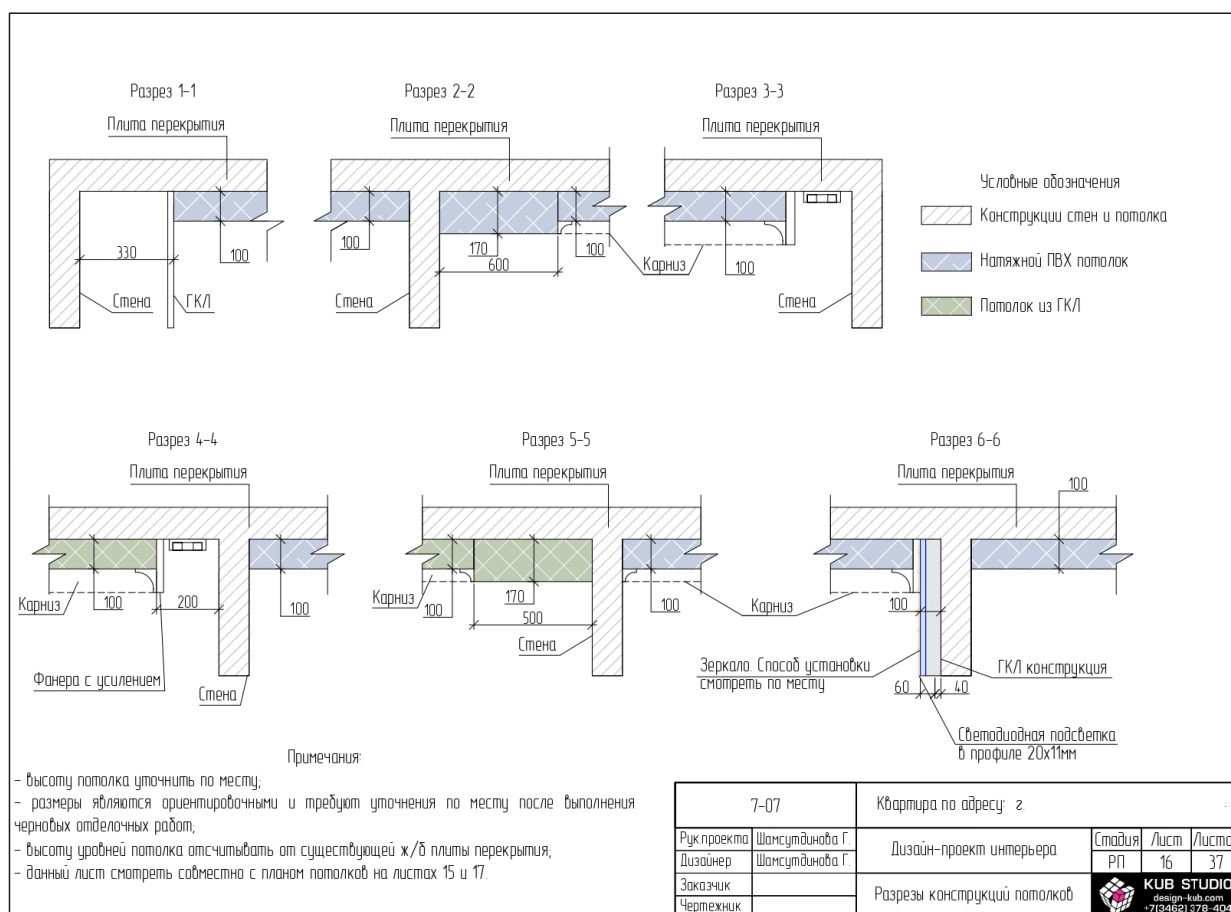 Разрез 1-1
Плита перекрытия
330
100
Стена
ГКЛ
Разрез 2-2
Плита перекрытия
100
170
100
600
Карниз
Стена
Разрез 3-3
Плита перекрытия
100
Стена
Условные обозначения
Конструкции стен и потолка
Натяжной ПВХ потолок
Потолок из ГКЛ
Разрез 4-4
Плита перекрытия
Карниз
100
200
100
Фанера с усилением
Стена
Разрез 5-5
Плита перекрытия
Карниз
100
170
100
500
Стена
Карниз
Разрез 6-6
Плита перекрытия
100
100
Зеркало. Способ установки
смотреть по месту
ГКЛ конструкция
60
40
Светодиодная подсветка
в профиле 20х11мм
Примечания:
- высоту потолка уточнить по месту;
- размеры являются ориентировочными и требуют уточнения по месту после выполнения
черновых отделочных работ;
- высоту уровней потолка отсчитывать от существующей ж/б плиты перекрытия;
- данный лист смотреть совместно с планом потолков на листах 15 и 17.
7-07
Квартира по адресу: г.
Рук.проекта Шамсутдинова Г.
Дизайнер Шамсутдинова Г.
Заказчик
Чертежник
Дизайн-проект интерьера
Стадия Лист Листов
РП 16 37
Разрезы конструкций потолков
KUB STUDIO
design-kub.com
+7(3462) 378-404